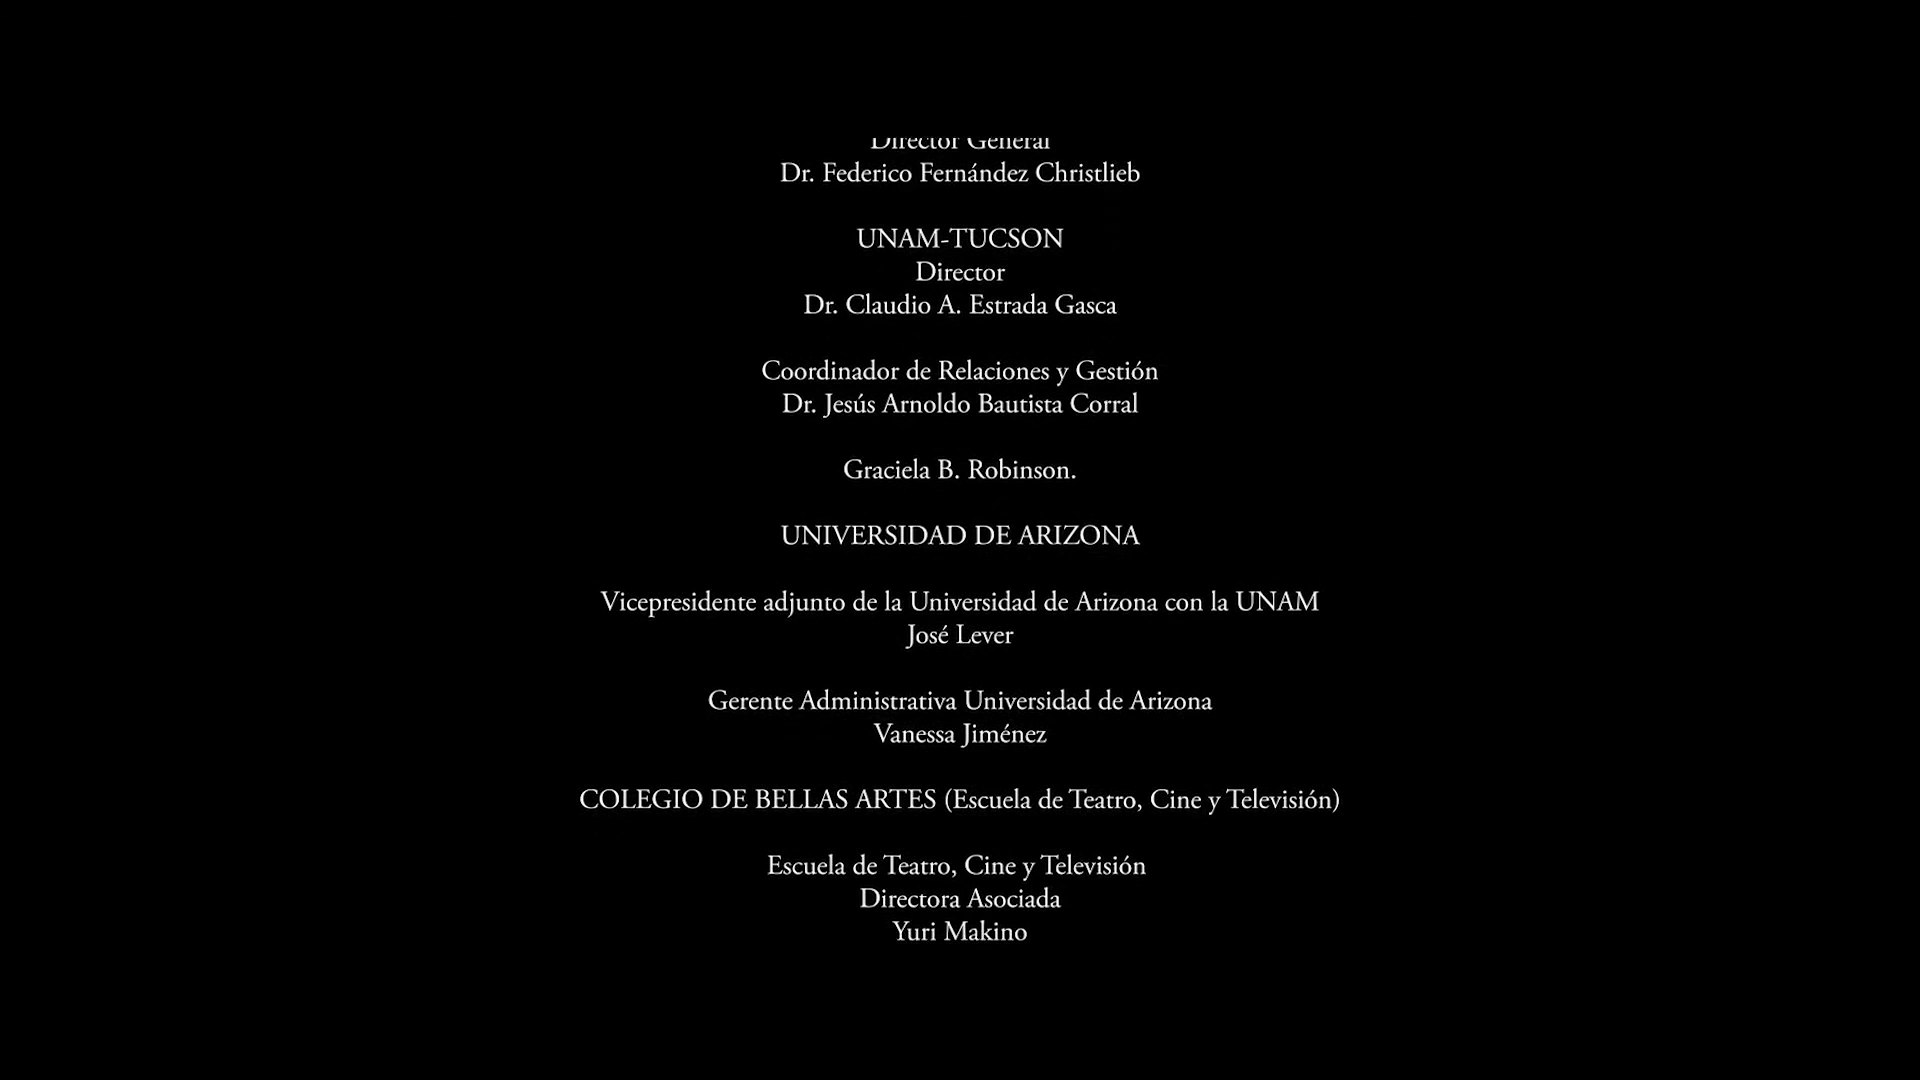 Director General
Dr. Federico Fernández Christlieb
UNAM-TUCSON
Director
Dr. Claudio A. Estrada Gasca
Coordinador de Relaciones y Gestión
Dr. Jesús Arnoldo Bautista Corral
Graciela B. Robinson.
UNIVERSIDAD DE ARIZONA
Vicepresidente adjunto de la Universidad de Arizona con la UNAM
José Lever
Gerente Administrativa Universidad de Arizona
Vanessa Jiménez
COLEGIO DE BELLAS ARTES (Escuela de Teatro, Cine y Televisión)
Escuela de Teatro, Cine y Televisión
Directora Asociada
Yuri Makino